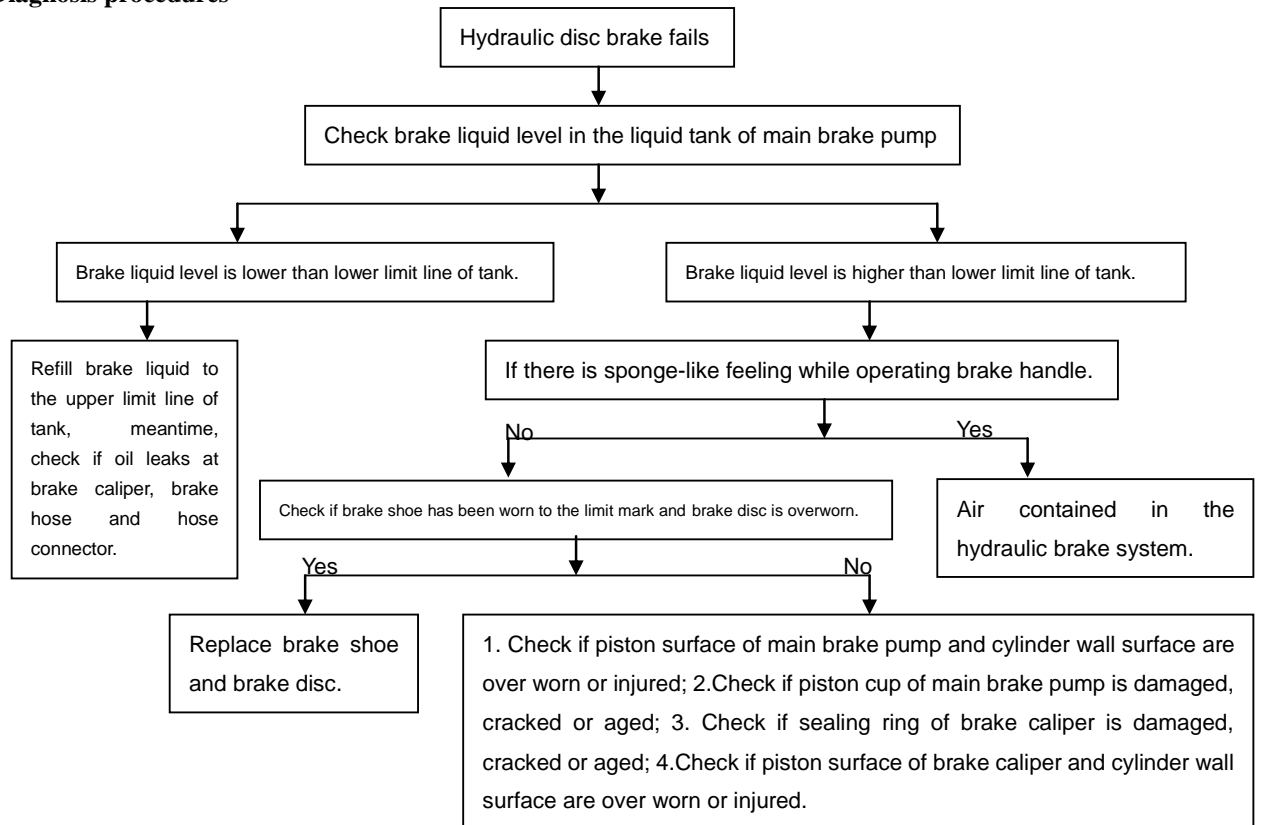 Diagnosis procedures
Hydraulic disc brake fails
Check brake liquid level in the liquid tank of main brake pump
Brake liquid level is lower than lower limit line of tank.
Brake liquid level is higher than lower limit line of tank.
Refill brake liquid to
the upper limit line of
tank, meantime,
check if oil leaks at
brake caliper, brake
hose and hose
connector.
If there is sponge-like feeling while operating brake handle.
No
Yes
Check if brake shoe has been worn to the limit mark and brake disc is overworn.
Air contained in the
hydraulic brake system.
Yes
No
Replace brake shoe
and brake disc.
1. Check if piston surface of main brake pump and cylinder wall surface are
over worn or injured; 2.Check if piston cup of main brake pump is damaged,
cracked or aged; 3. Check if sealing ring of brake caliper is damaged,
cracked or aged; 4.Check if piston surface of brake caliper and cylinder wall
surface are over worn or injured.